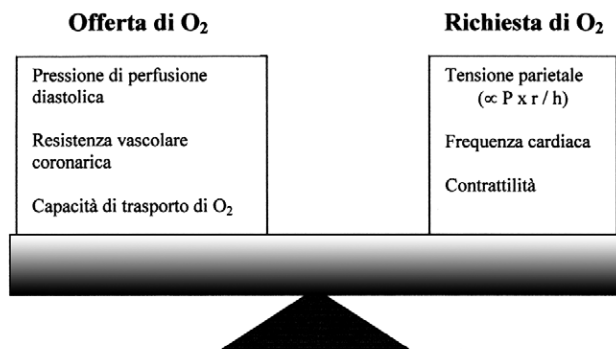 Offerta di O₂
Pressione di perfusione
diastolica
Resistenza vascolare
coronarica
Capacità di trasporto di O₂
Richiesta di O₂
Tensione parietale
(∝ P x r / h)
Frequenza cardiaca
Contrattilità